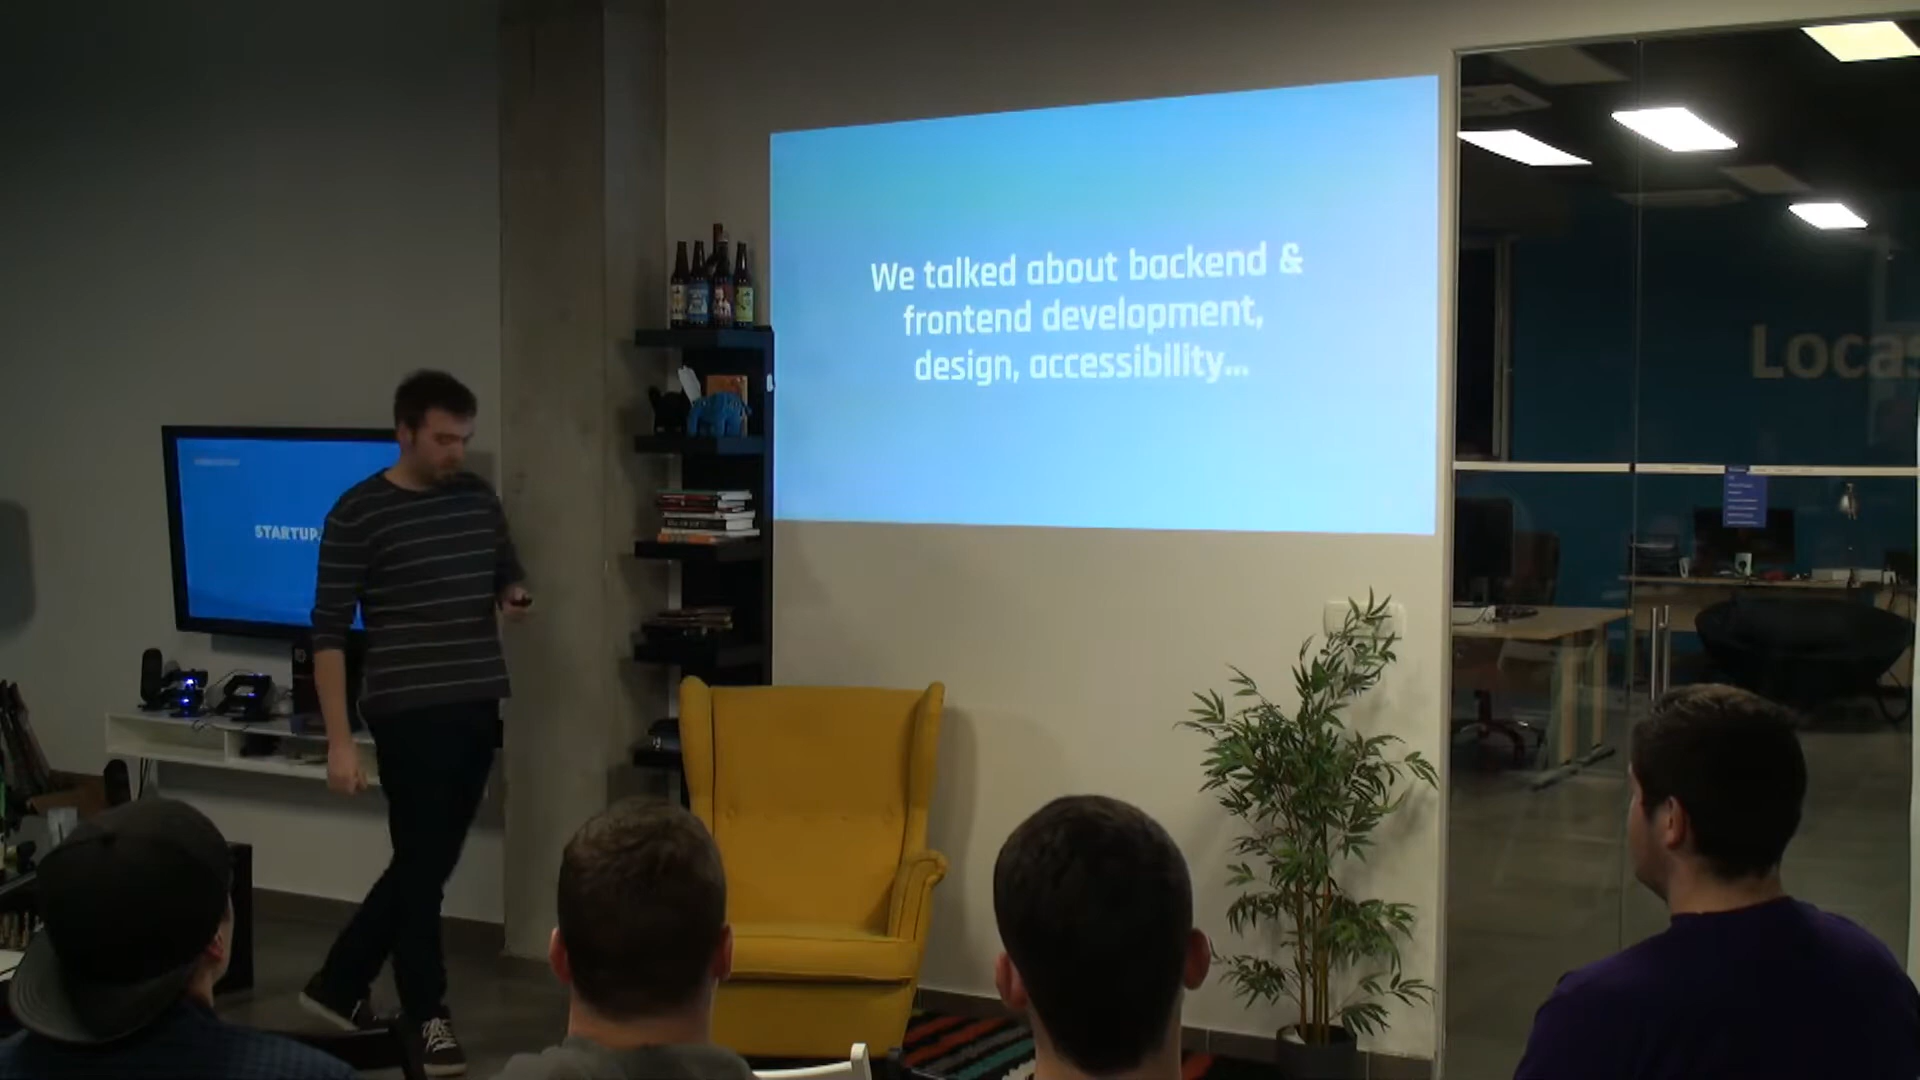 We talked about backend &
frontend development,
design, accessibility...
STARTUP.
Locas